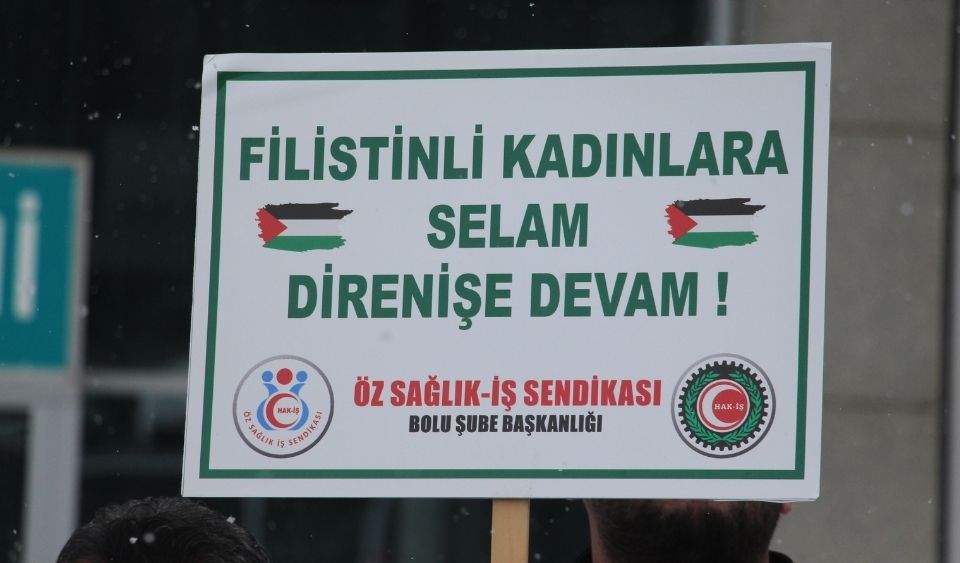 FİLİSTİNLİ KADINLARA
SELAM
DİRENİŞE DEVAM !
HAK-İŞ
ÖZ SAĞLIK İŞ SENDİKASI
ÖZ SAĞLIK-İŞ SENDİKASI
BOLU ŞUBE BAŞKANLIĞI
HAK-İŞ